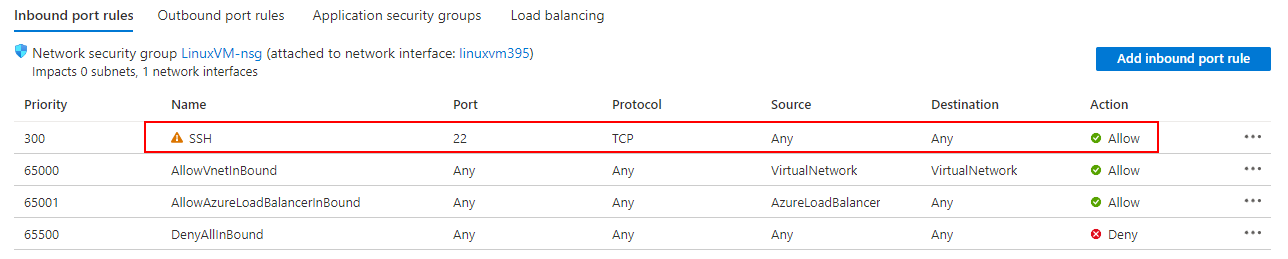 Inbound port rules Outbound port rules Application security groups Load balancing
Network security group LinuxVM-nsg (attached to network interface: linuxvm395)
Impacts 0 subnets, 1 network interfaces
Add inbound port rule
Priority Name Port Protocol Source Destination Action
300 SSH 22 TCP Any Any Allow
65000 AllowVnetInBound Any Any VirtualNetwork VirtualNetwork Allow
65001 AllowAzureLoadBalancerInBound Any Any AzureLoadBalancer Any Allow
65500 DenyAllInBound Any Any Any Any Deny